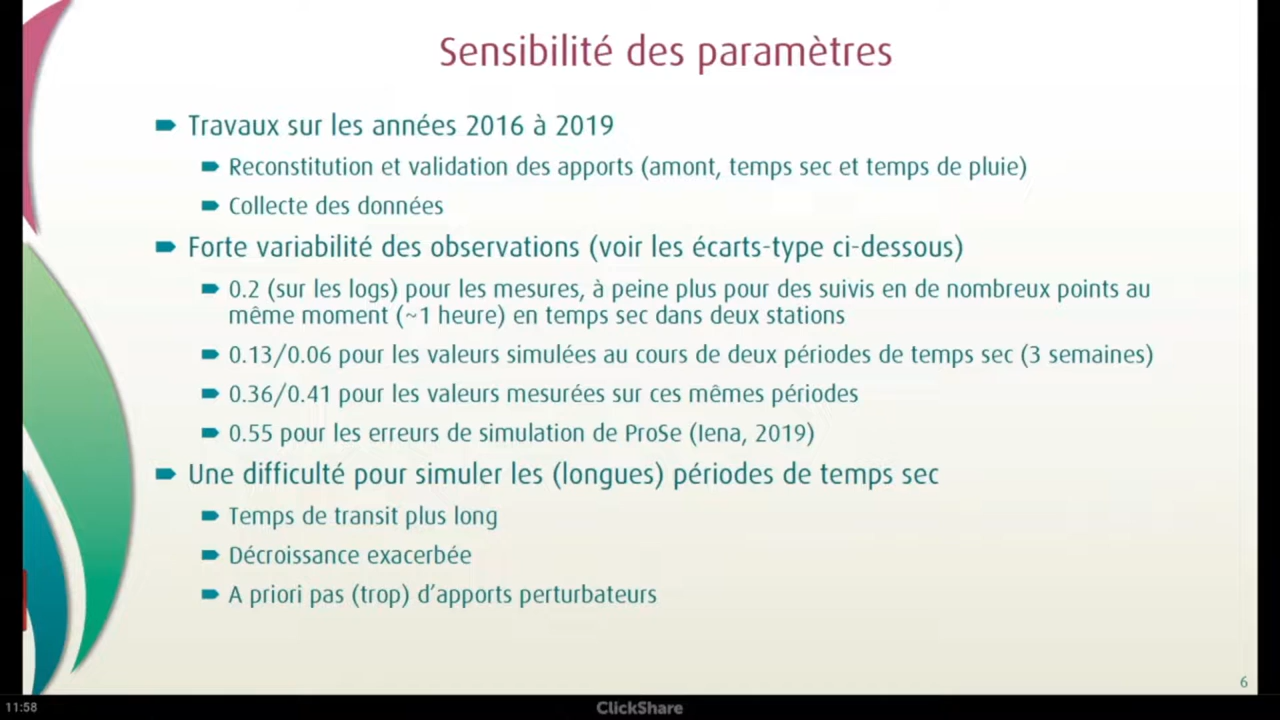 Sensibilité des paramètres
Travaux sur les années 2016 à 2019
Reconstitution et validation des apports (amont, temps sec et temps de pluie)
Collecte des données
Forte variabilité des observations (voir les écarts-type ci-dessous)
0.2 (sur les logs) pour les mesures, à peine plus pour des suivis en de nombreux points au
même moment (~1 heure) en temps sec dans deux stations
0.13/0.06 pour les valeurs simulées au cours de deux périodes de temps sec (3 semaines)
0.36/0.41 pour les valeurs mesurées sur ces mêmes périodes
0.55 pour les erreurs de simulation de ProSe (Iena, 2019)
Une difficulté pour simuler les (longues) périodes de temps sec
Temps de transit plus long
Décroissance exacerbée
A priori pas (trop) d’apports perturbateurs
6
11:58
ClickShare